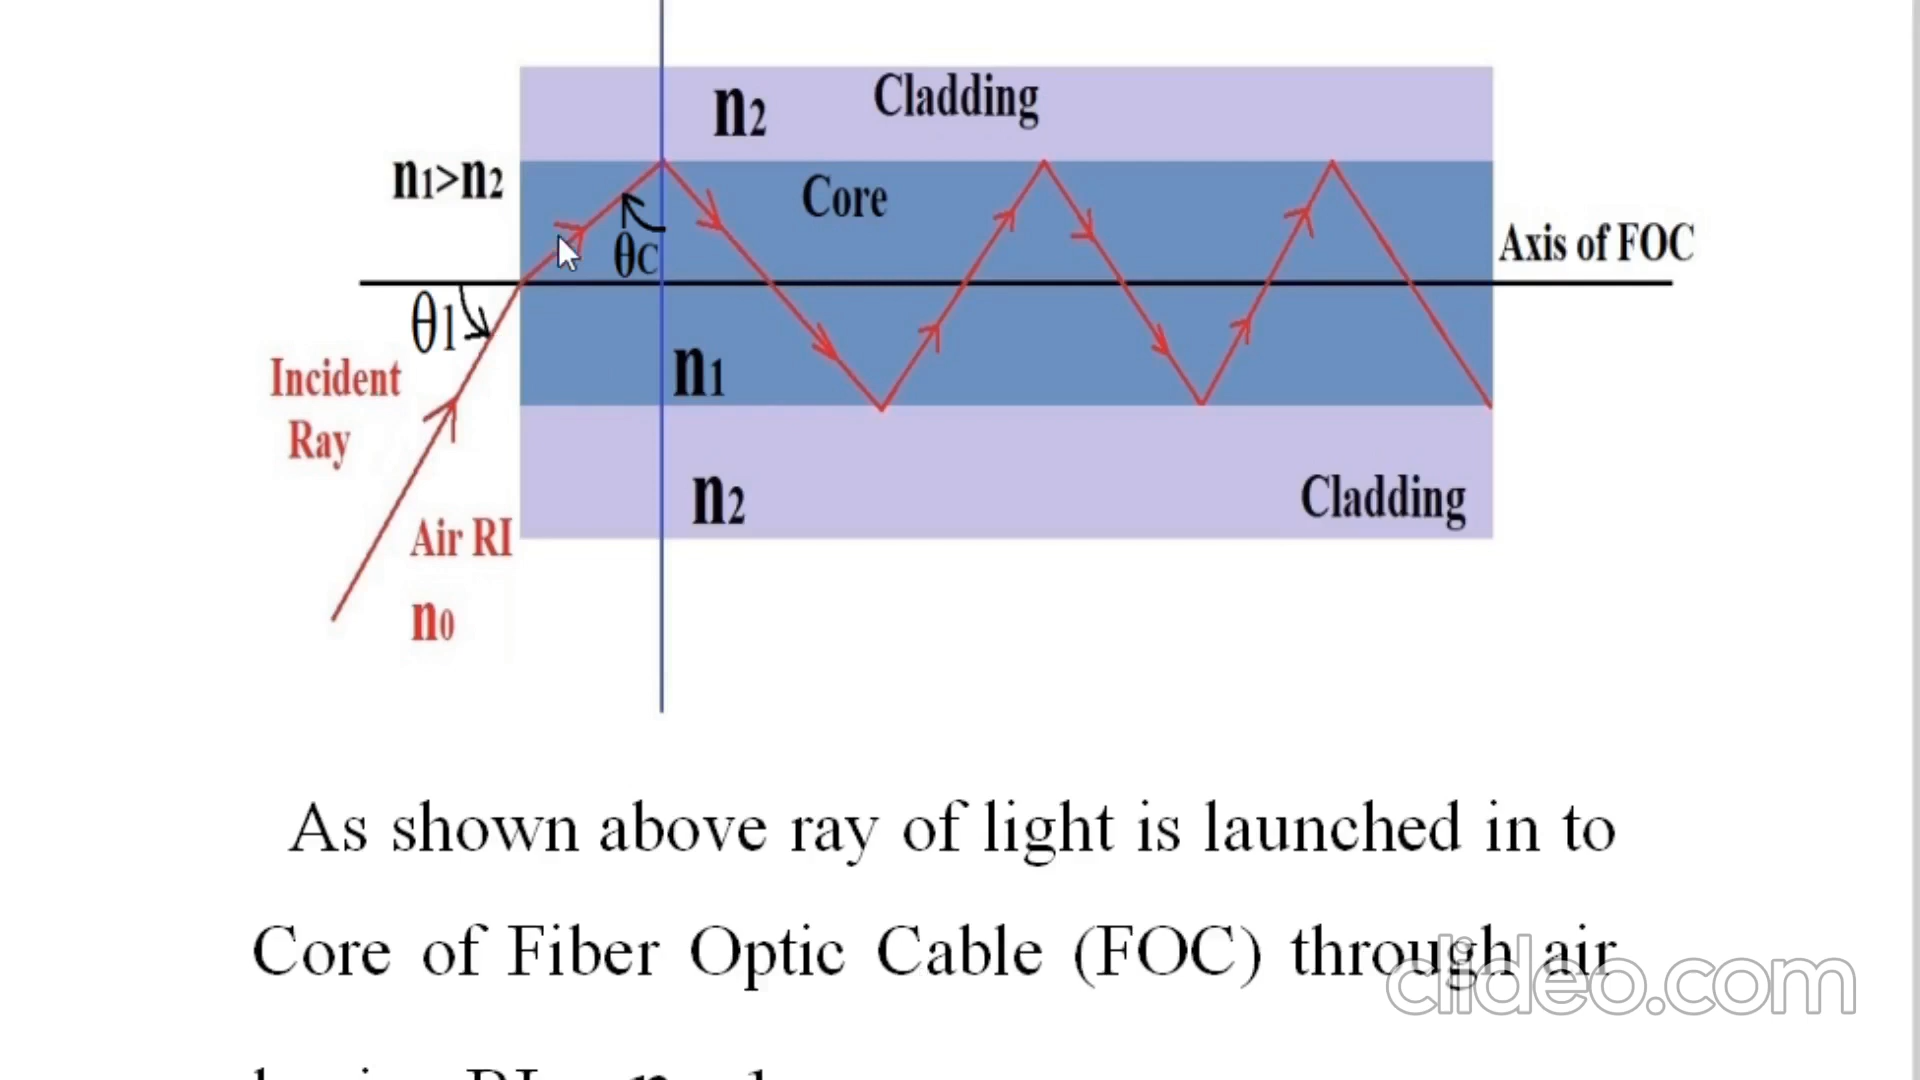 n2 Cladding
n1>n2
Core
Axis of FOC
θC
θ1
n1
Incident
Ray
n2
Cladding
Air RI
n0
As shown above ray of light is launched in to
Core of Fiber Optic Cable (FOC) through air
clideo.com